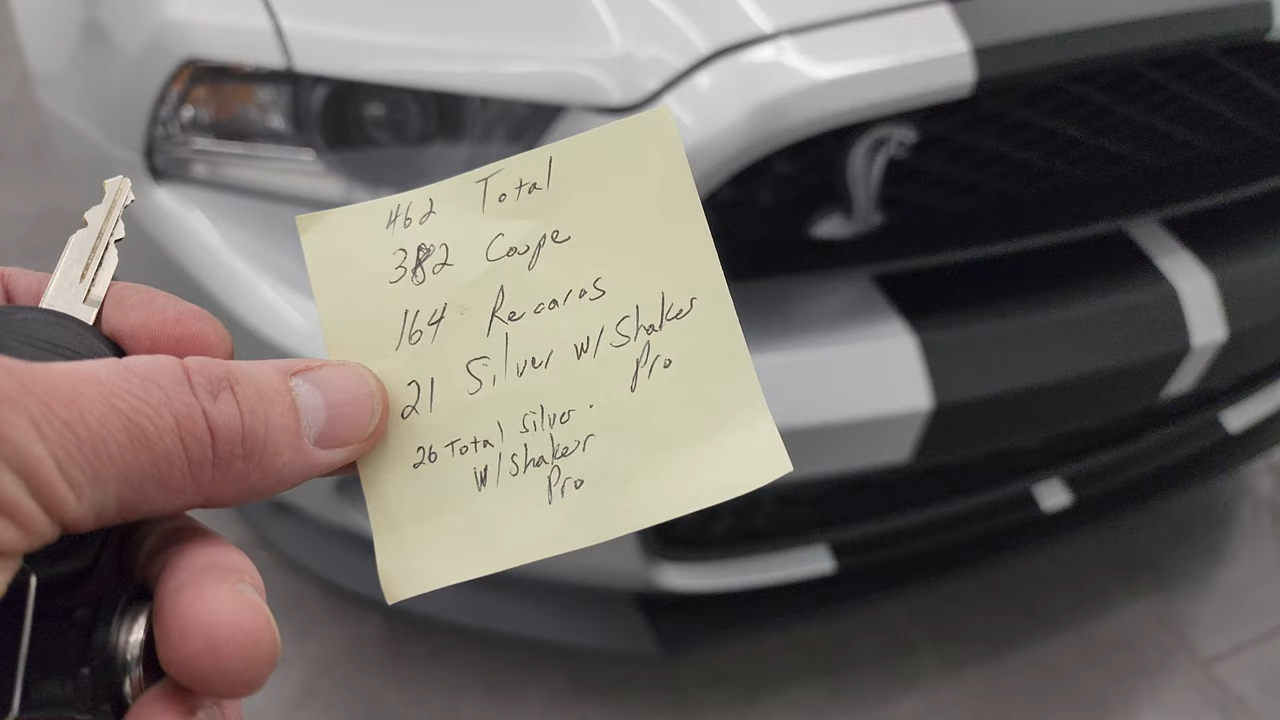 462 Total
382 Coupe
164 Recaros
21 Silver w/ Shaker
Pro
26 Total silver.
w/ Shaker
Pro